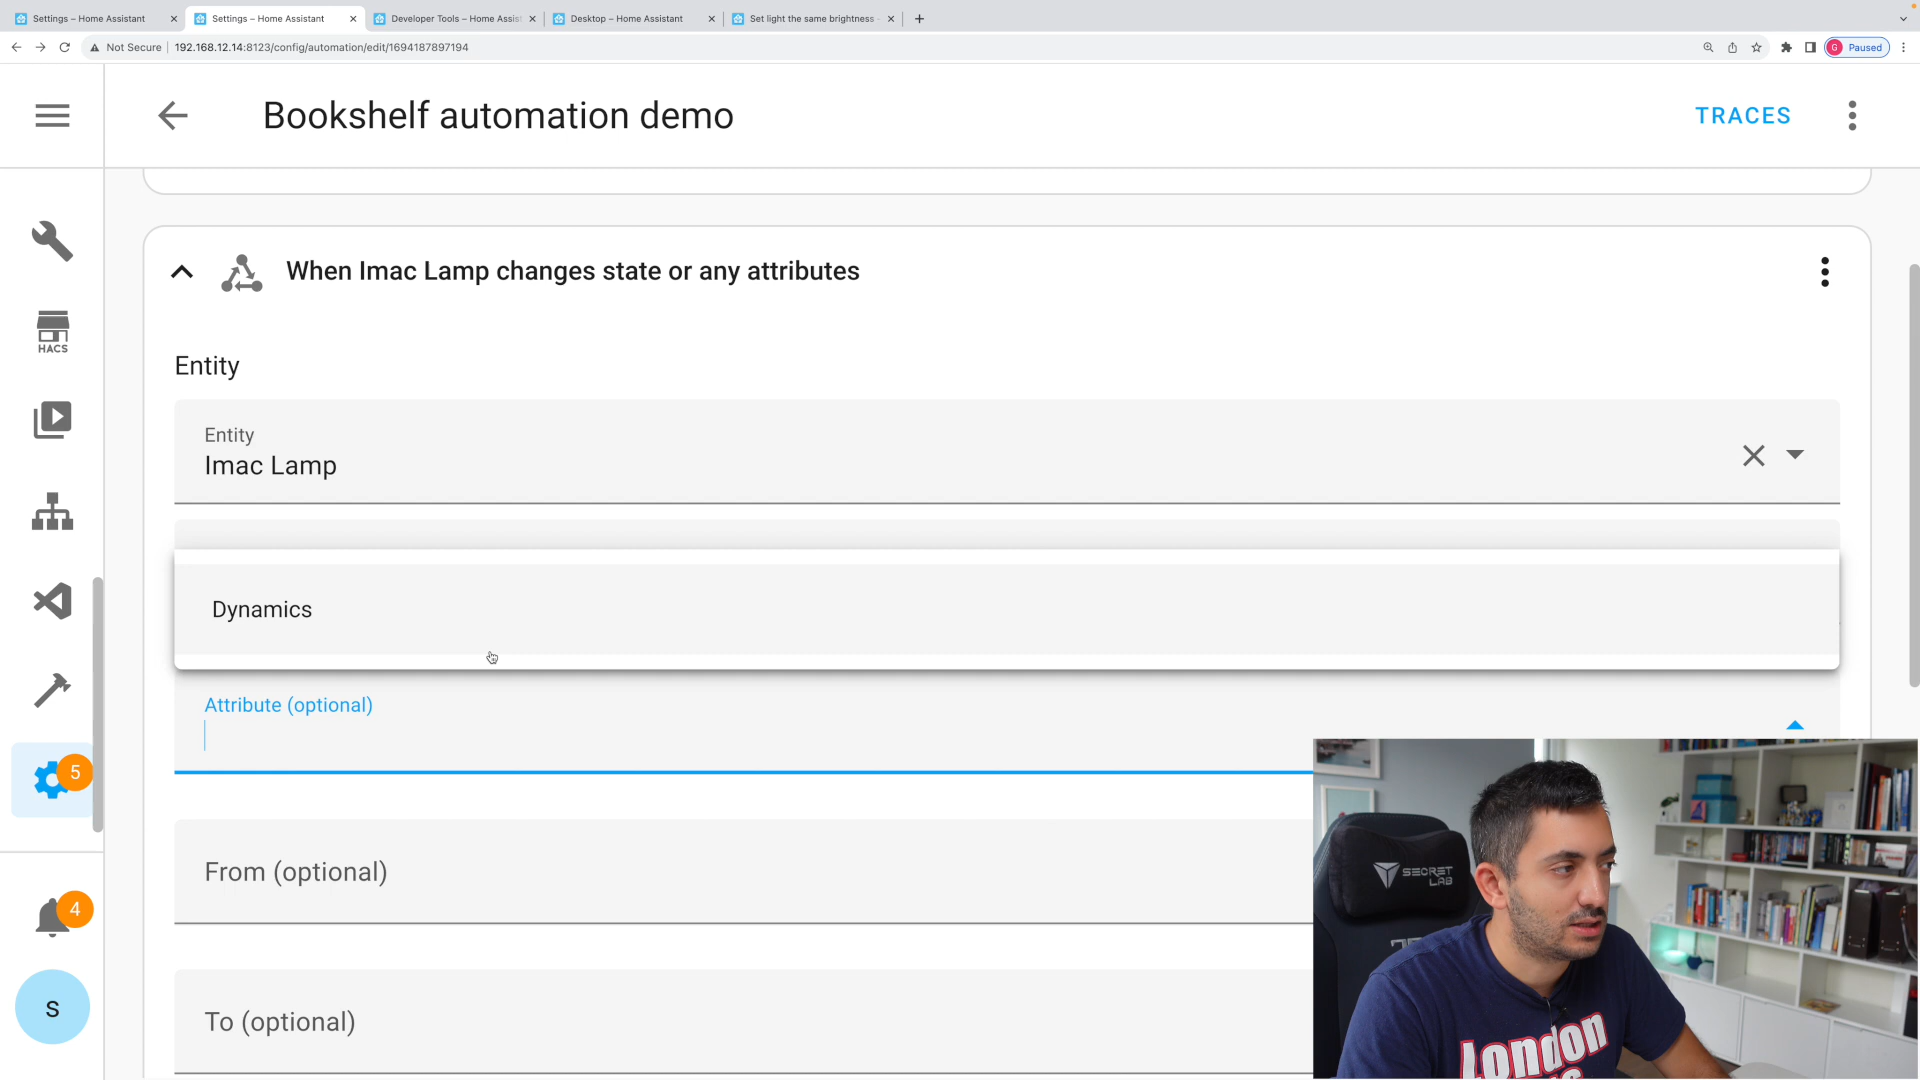 Settings – Home Assistant
Settings – Home Assistant
Developer Tools – Home Assis
Desktop – Home Assistant
Set light the same brightness
Not Secure
192.168.12.14:8123/config/automation/edit/1694187897194
G
Paused
Bookshelf automation demo
TRACES
HACS
When Imac Lamp changes state or any attributes
Entity
Entity
Imac Lamp
Dynamics
Attribute (optional)
5
From (optional)
4
To (optional)
S
SECRET
LAB
London